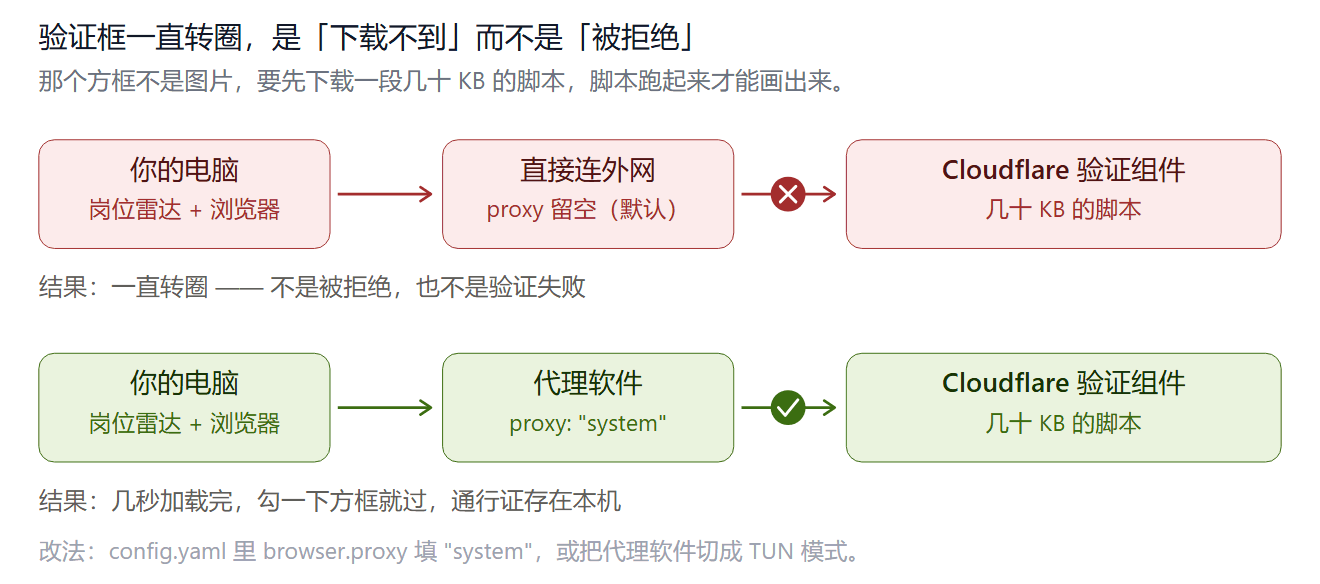 验证框一直转圈，是「下载不到」而不是「被拒绝」
那个方框不是图片，要先下载一段几十 KB 的脚本，脚本跑起来才能画出来。
你的电脑
岗位雷达 + 浏览器
直接连外网
proxy 留空（默认）
Cloudflare 验证组件
几十 KB 的脚本
结果：一直转圈 —— 不是被拒绝，也不是验证失败
你的电脑
岗位雷达 + 浏览器
代理软件
proxy: "system"
Cloudflare 验证组件
几十 KB 的脚本
结果：几秒加载完，勾一下方框就过，通行证存在本机
改法：config.yaml 里 browser.proxy 填 "system"，或把代理软件切成 TUN 模式。